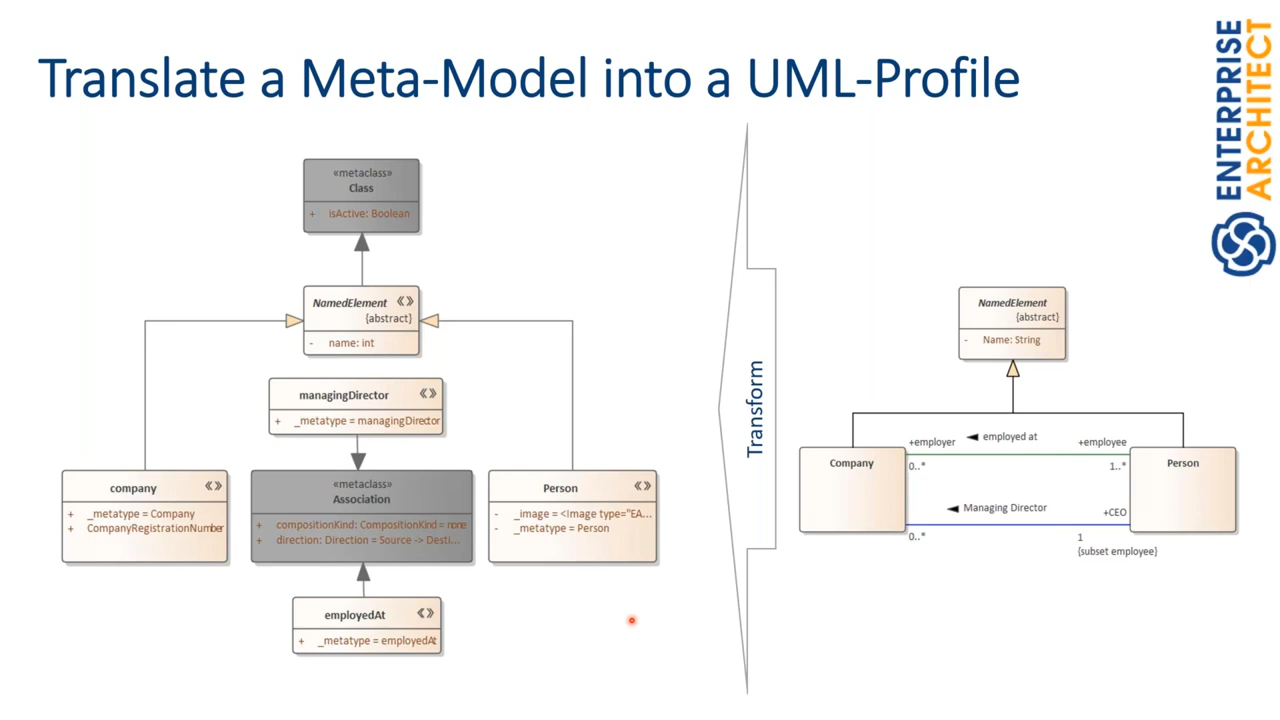 Translate a Meta-Model into a UML-Profile
ENTERPRISE
ARCHITECT
«metaclass»
Class
+ isActive: Boolean
NamedElement «»
{abstract}
- name: int
managingDirector «»
+ _metatype = managingDirector
company «»
+ _metatype = Company
+ CompanyRegistrationNumber
«metaclass»
Association
+ compositionKind: CompositionKind = none
+ direction: Direction = Source -> Desti...
Person «»
- _image = <Image type="EA...
- _metatype = Person
employedAt «»
+ _metatype = employedAt
Transform
NamedElement
{abstract}
- Name: String
Company
Person
+employer
employed at
+employee
0..*
1..*
Managing Director
+CEO
0..*
1
{subset employee}